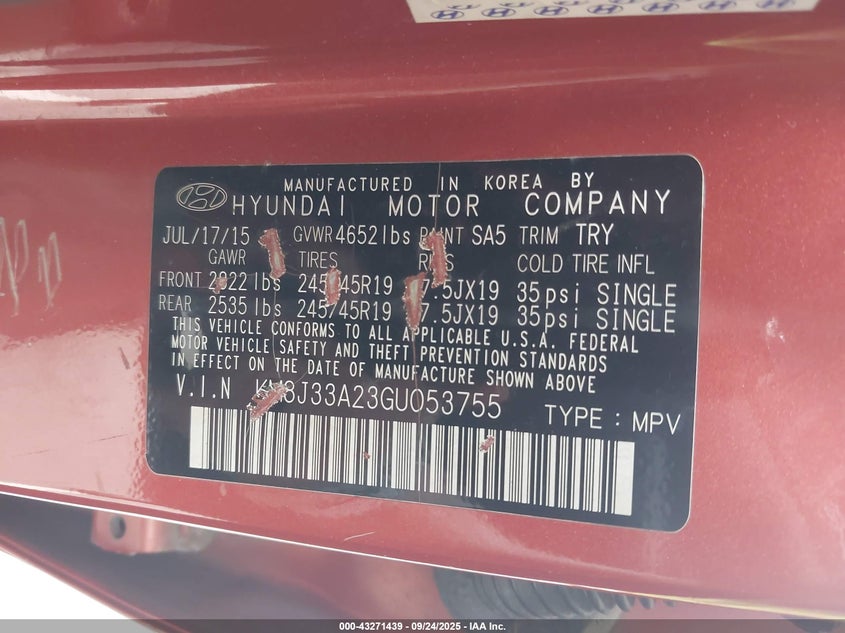 MANUFACTURED IN KOREA BY
HYUNDAI MOTOR COMPANY
JUL/17/15 GVWR 4652lbs PAINT SA5 TRIM TRY
GAWR TIRES RIMS COLD TIRE INFL
FRONT 2822 lbs 245/45R19 7.5JX19 35psi SINGLE
REAR 2535 lbs 245/45R19 7.5JX19 35psi SINGLE
THIS VEHICLE CONFORMS TO ALL APPLICABLE U.S.A. FEDERAL
MOTOR VEHICLE SAFETY AND THEFT PREVENTION STANDARDS
IN EFFECT ON THE DATE OF MANUFACTURE SHOWN ABOVE
V.I.N KM8J33A23GU053755
TYPE : MPV
000-43271439 - 09/24/2025 - IAA Inc.